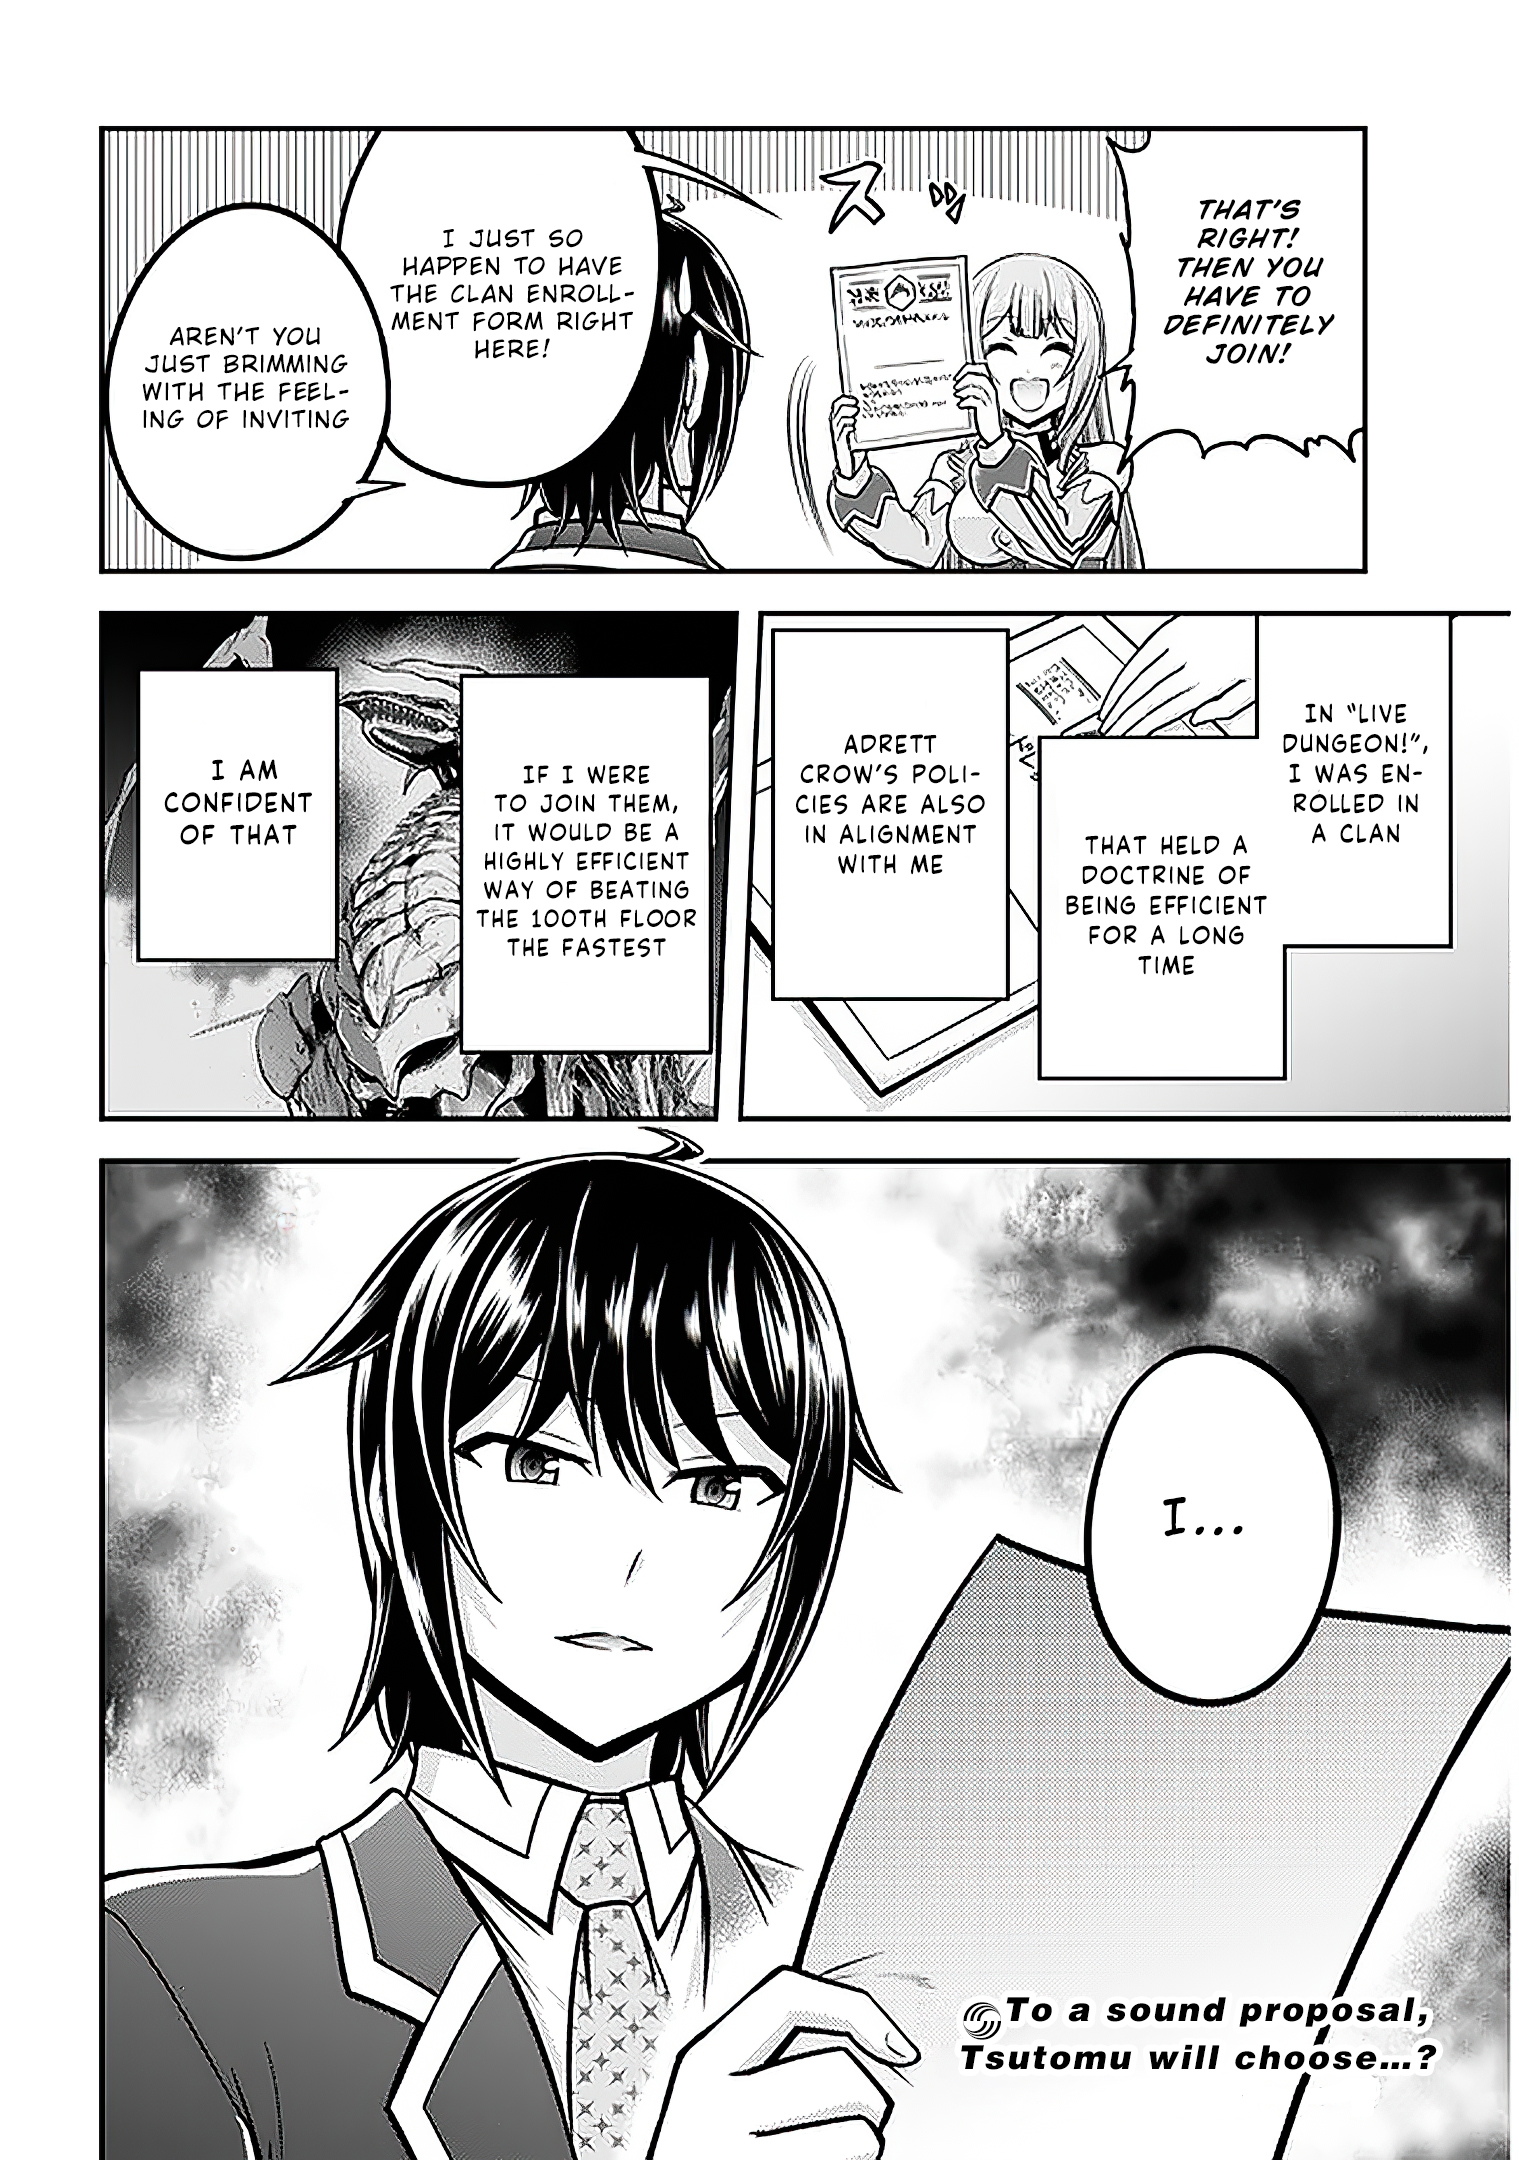 THAT'S
RIGHT!
THEN YOU
HAVE TO
DEFINITELY
JOIN!
ズ
I JUST SO
HAPPEN TO HAVE
THE CLAN ENROLL-
MENT FORM RIGHT
HERE!
AREN'T YOU
JUST BRIMMING
WITH THE FEEL-
ING OF INVITING
IN "LIVE
DUNGEON!",
I WAS EN-
ROLLED IN
A CLAN
THAT HELD A
DOCTRINE OF
BEING EFFICIENT
FOR A LONG
TIME
ADRETT
CROW'S POLI-
CIES ARE ALSO
IN ALIGNMENT
WITH ME
IF I WERE
TO JOIN THEM,
IT WOULD BE A
HIGHLY EFFICIENT
WAY OF BEATING
THE 100TH FLOOR
THE FASTEST
I AM
CONFIDENT
OF THAT
I...
To a sound proposal,
Tsutomu will choose...?